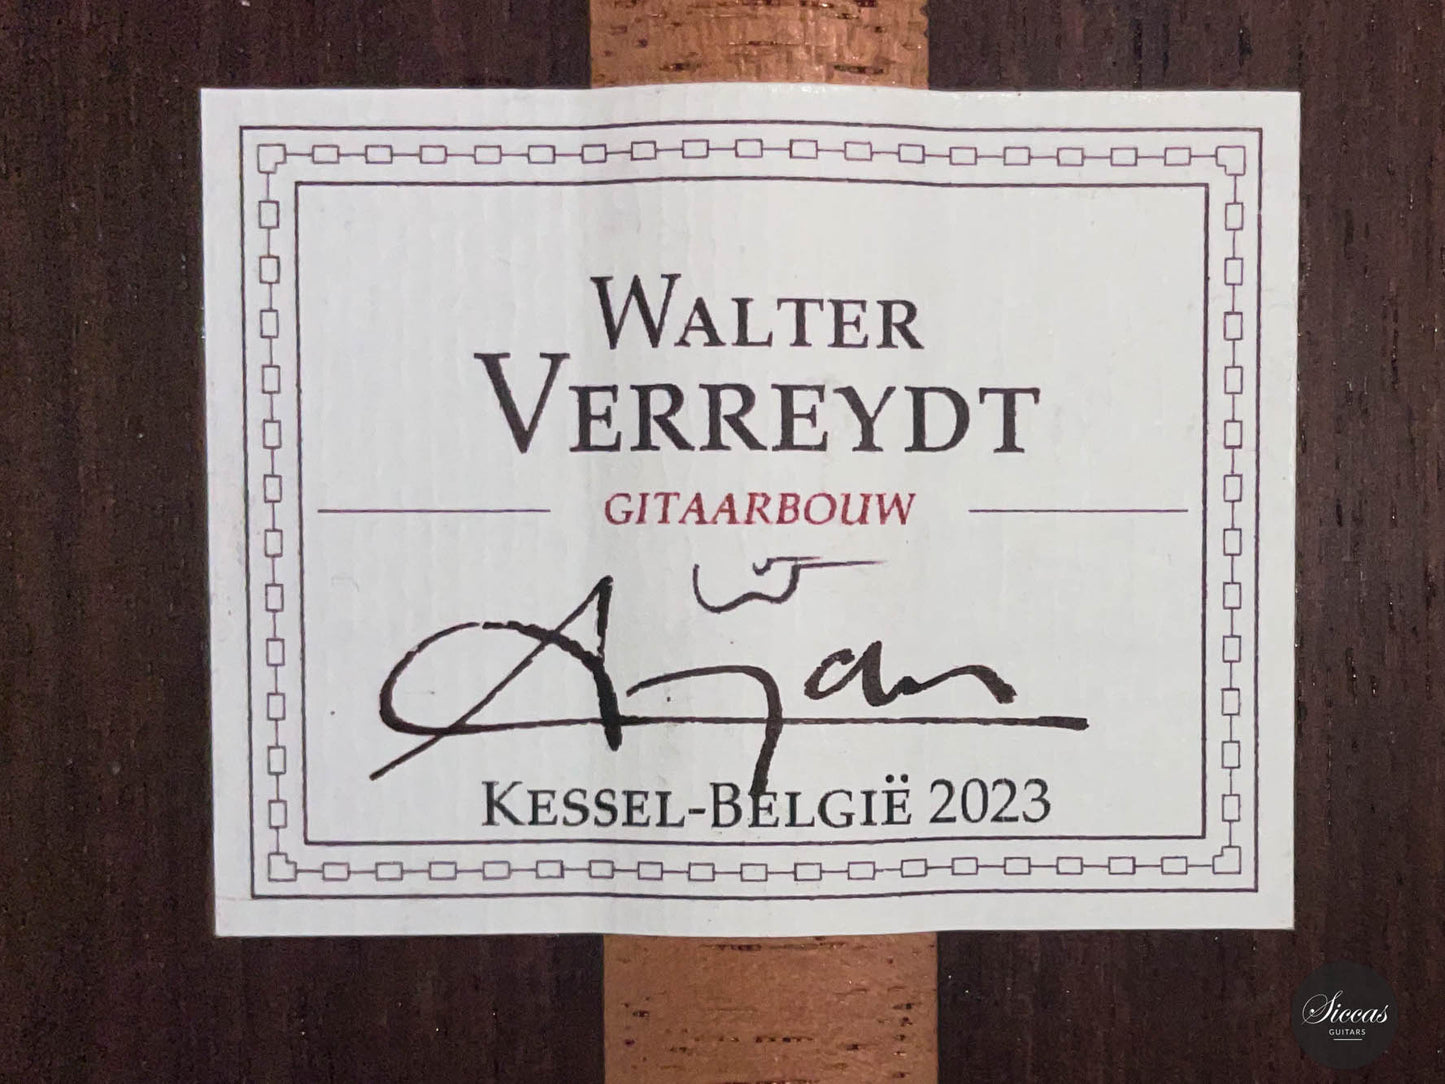 WALTER
VERREYDT
GITAARBOUW
KESSEL-BELGIË 2023
Siccas
GUITARS